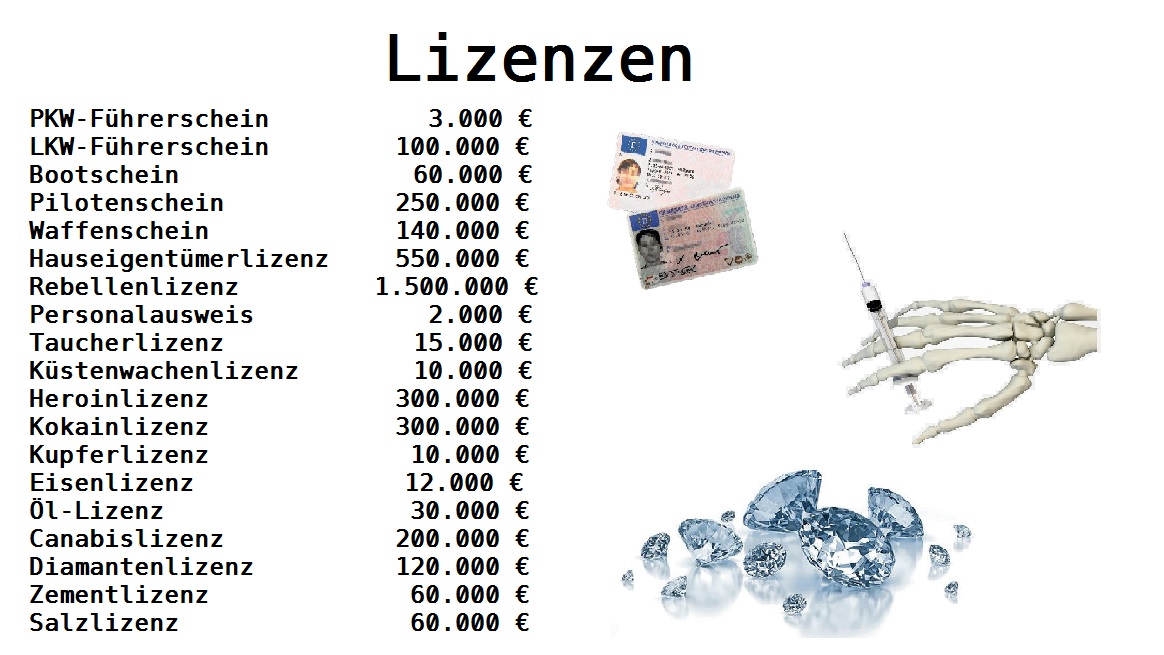 Lizenzen
PKW-Führerschein 3.000 €
LKW-Führerschein 100.000 €
Bootschein 60.000 €
Pilotenschein 250.000 €
Waffenschein 140.000 €
Hauseigentümerlizenz 550.000 €
Rebellenlizenz 1.500.000 €
Personalausweis 2.000 €
Taucherlizenz 15.000 €
Küstenwachenlizenz 10.000 €
Heroinlizenz 300.000 €
Kokainlizenz 300.000 €
Kupferlizenz 10.000 €
Eisenlizenz 12.000 €
Öl-Lizenz 30.000 €
Canabislizenz 200.000 €
Diamantenlizenz 120.000 €
Zementlizenz 60.000 €
Salzlizenz 60.000 €